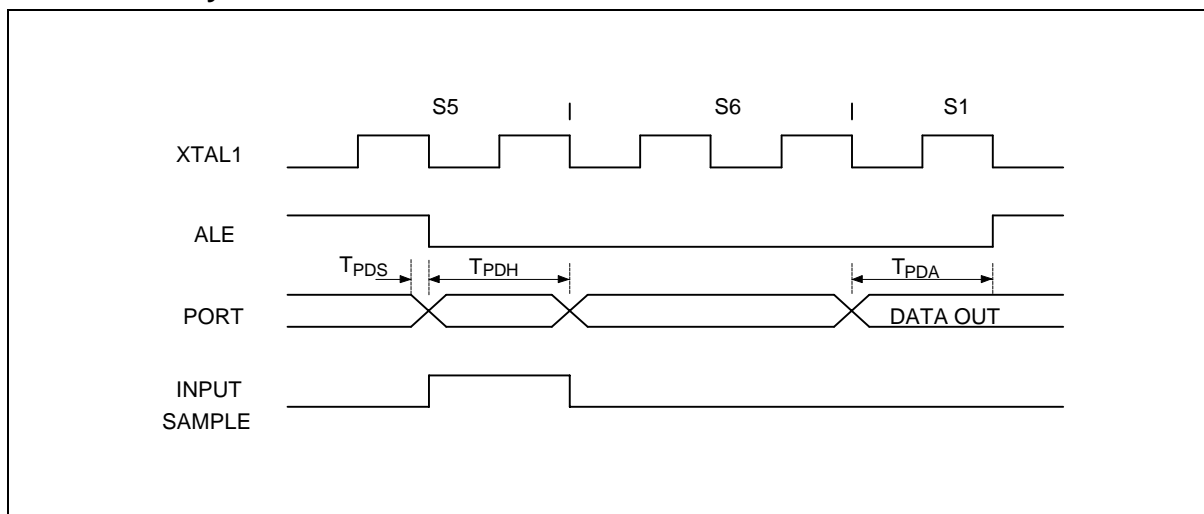 S5 S6 S1
XTAL1
ALE
TPDS TPDH TPDA
PORT DATA OUT
INPUT
SAMPLE